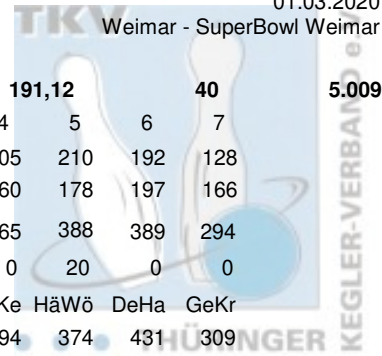 01.03.2020
TKV
Weimar - SuperBowl Weimar
191,12 40 5.009
4 5 6 7
05 210 192 128
60 178 197 166
65 388 389 294
0 20 0 0
Ke HäWö DeHa GeKr
94 374 431 309
THÜRINGER
KEGLER-VERBAND e.V